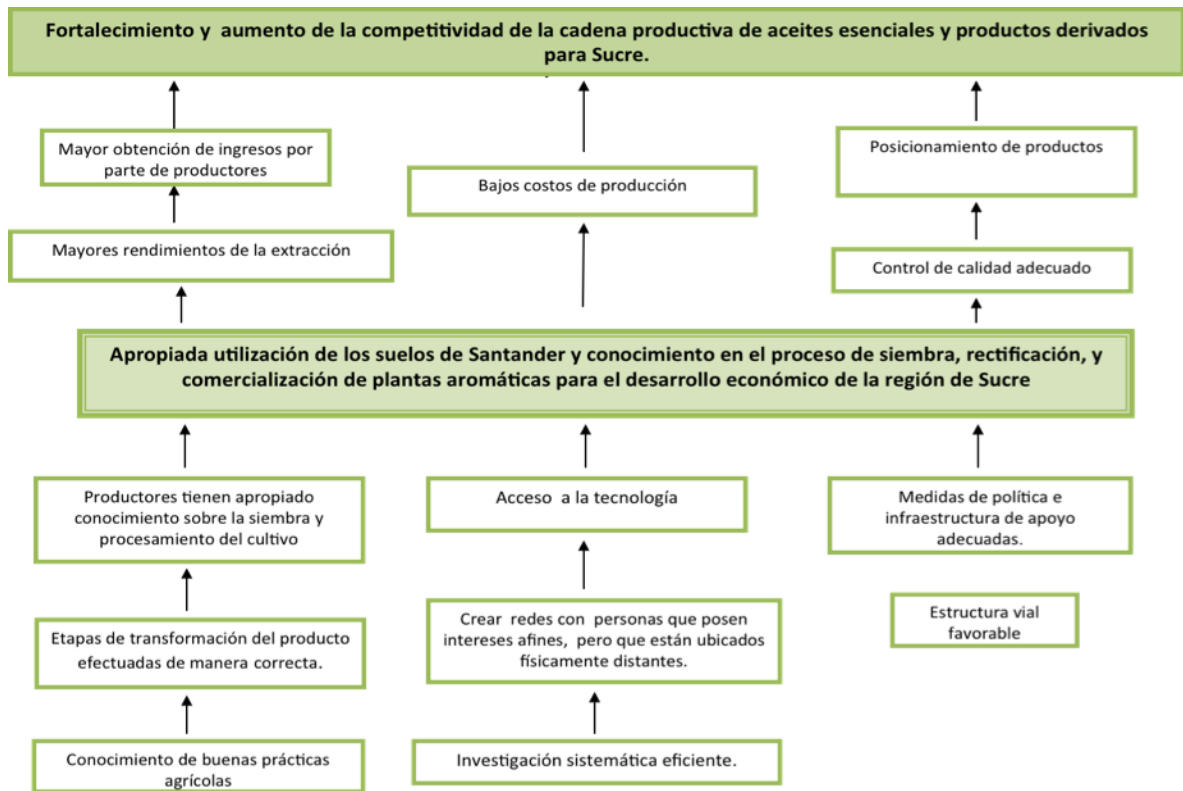 Fortalecimiento y aumento de la competitividad de la cadena productiva de aceites esenciales y productos derivados
para Sucre.
Mayor obtención de ingresos por
parte de productores
Bajos costos de producción
Posicionamiento de productos
Mayores rendimientos de la extracción
Control de calidad adecuado
Apropiada utilización de los suelos de Santander y conocimiento en el proceso de siembra, rectificación, y
comercialización de plantas aromáticas para el desarrollo económico de la región de Sucre
Productores tienen apropiado
conocimiento sobre la siembra y
procesamiento del cultivo
Acceso a la tecnología
Medidas de política e
infraestructura de apoyo
adecuadas.
Etapas de transformación del producto
efectuadas de manera correcta.
Crear redes con personas que posen
intereses afines, pero que están ubicados
físicamente distantes.
Estructura vial
favorable
Conocimiento de buenas prácticas
agrícolas
Investigación sistemática eficiente.